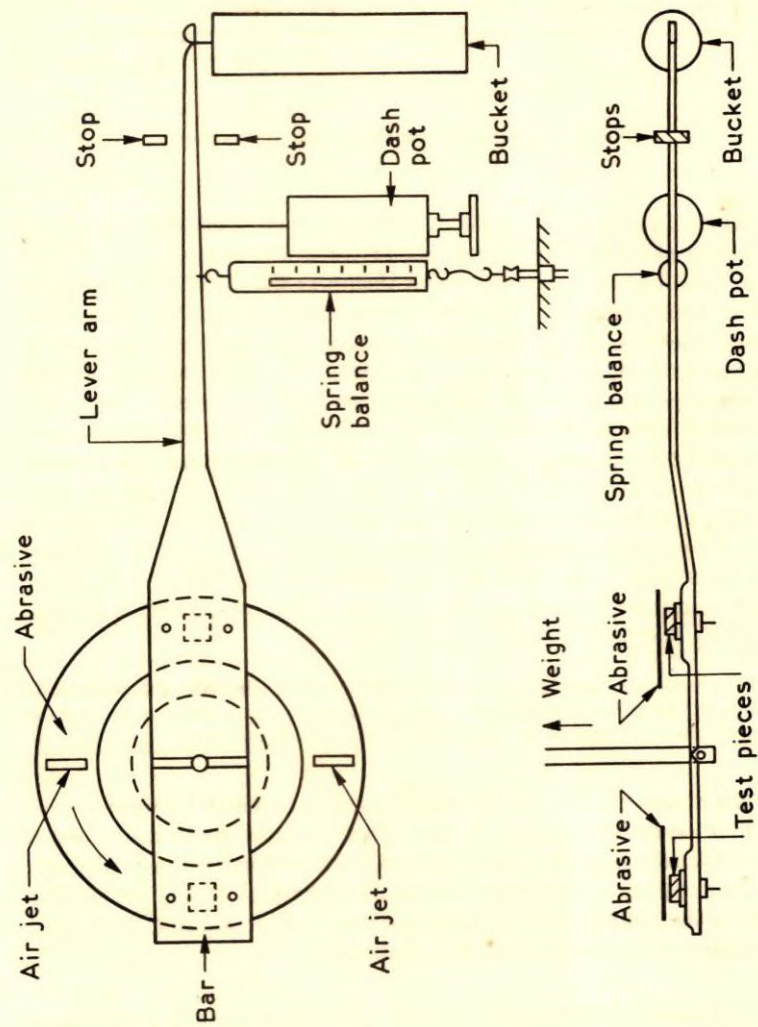 Stop
Stop
Lever arm
Abrasive
Air jet
Bar
Air jet
Spring
balance
Dash
pot
Bucket
Weight
Abrasive
Abrasive
Test pieces
Spring balance
Dash pot
Stops
Bucket